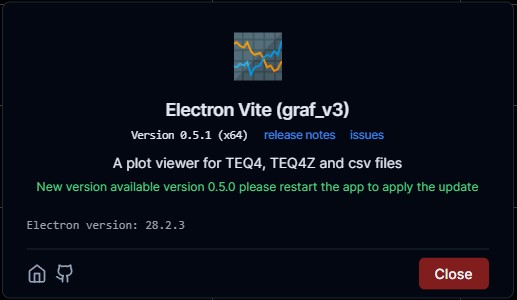 Electron Vite (graf_v3)
Version 0.5.1 (x64) release notes issues
A plot viewer for TEQ4, TEQ4Z and csv files
New version available version 0.5.0 please restart the app to apply the update
Electron version: 28.2.3
Close